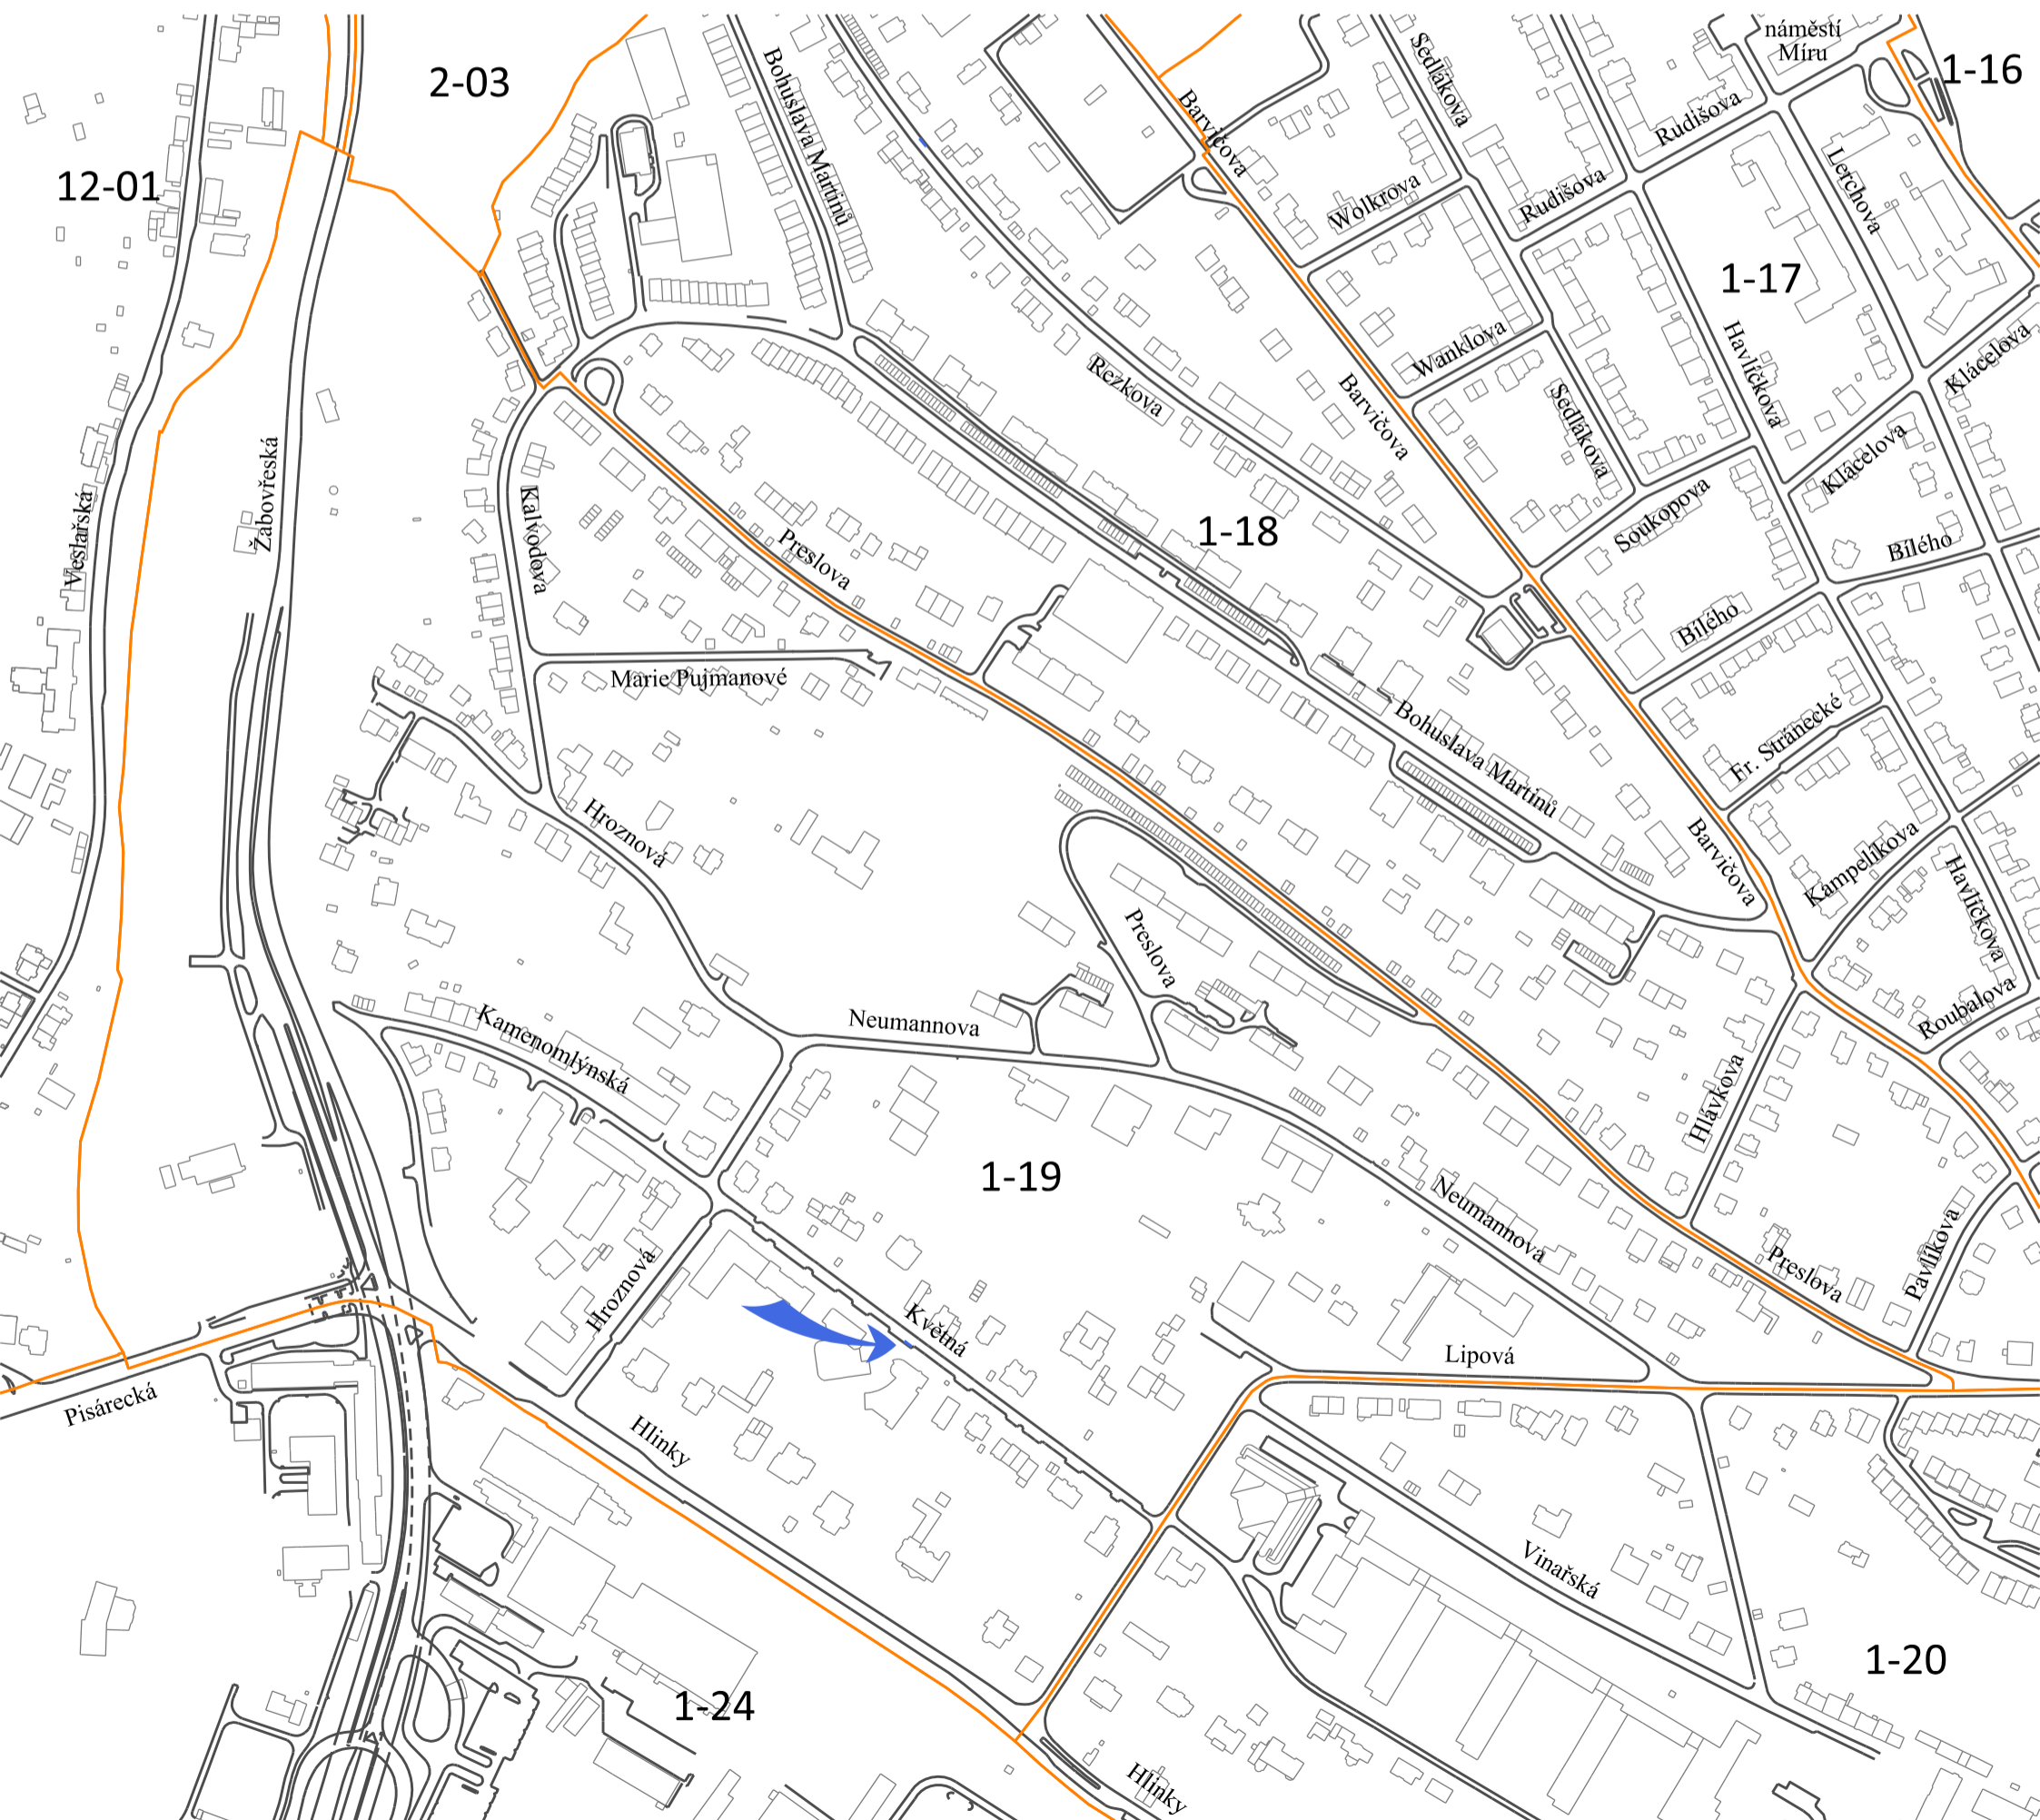 náměstí
Míru
1-16
2-03
12-01
Bohuslava Martinů
Barvičova
Sedlákova
Rudišova
Rudišova
Lerchova
Wolkrova
1-17
Klácelova
Havlíčkova
Wanklova
Rezkova
Barvičova
Sedlákova
Klácelova
Žabovřeská
Veslařská
Kalvodova
Preslova
1-18
Soukopova
Bílého
Bílého
Marie Pujmanové
Bohuslava Martinů
Fr. Stránecké
Hroznová
Barvičova
Kampelíkova
Havlíčkova
Preslova
Roubalova
Kamenomlýnská
Neumannova
Hlávkova
1-19
Neumannova
Preslova
Pavlíkova
Hroznová
Květná
Lipová
Pisárecká
Hlinky
Vinařská
1-20
1-24
Hlinky